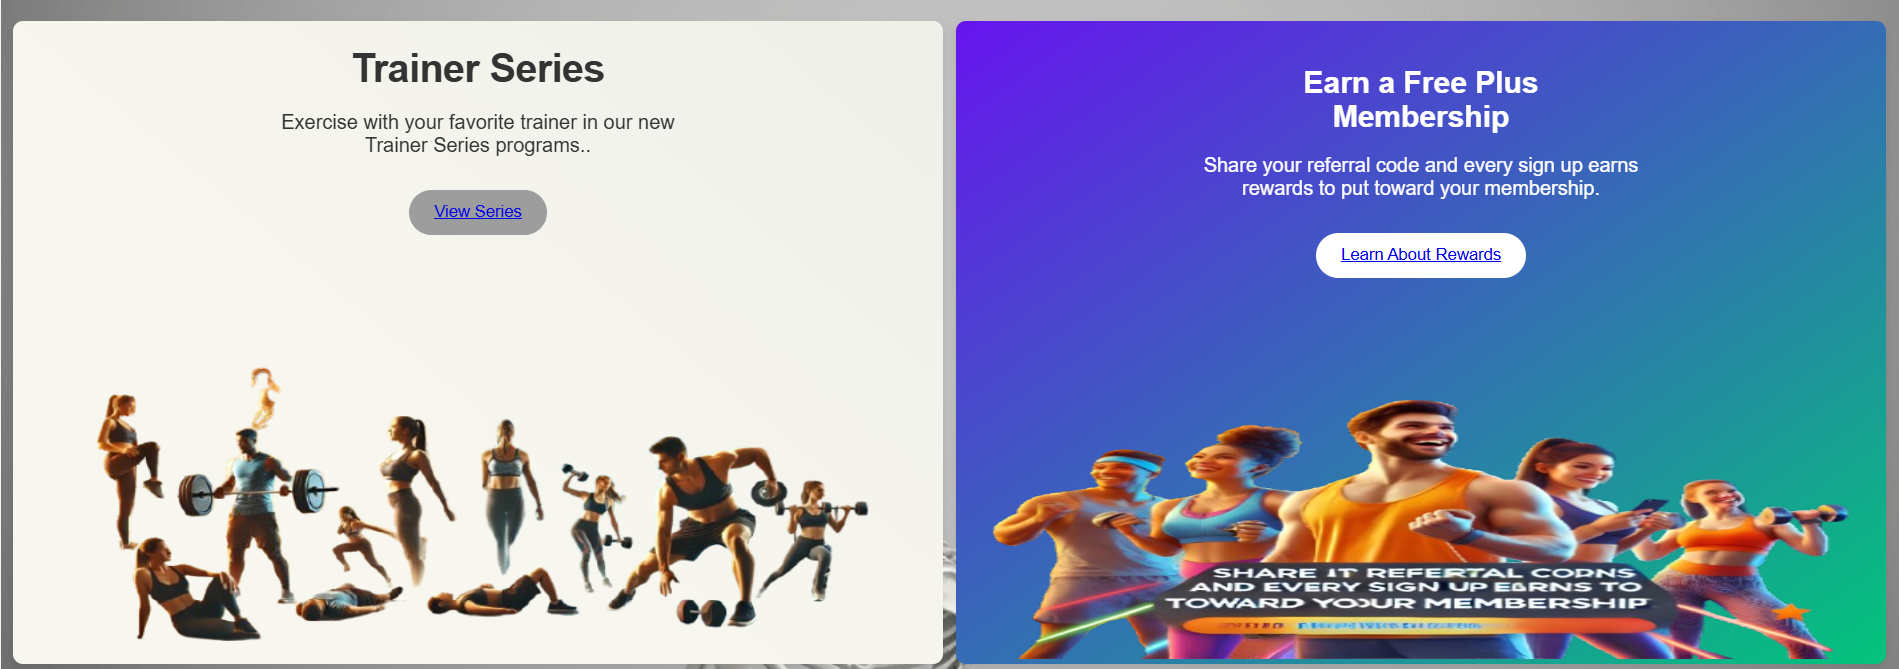 Trainer Series
Exercise with your favorite trainer in our new
Trainer Series programs..
View Series
Earn a Free Plus
Membership
Share your referral code and every sign up earns
rewards to put toward your membership.
Learn About Rewards
SHARE IT REFERTAL CODNS
AND EVERY SIGN UP EARNS TO
TOWARD YOOUR MEMBERSHIP